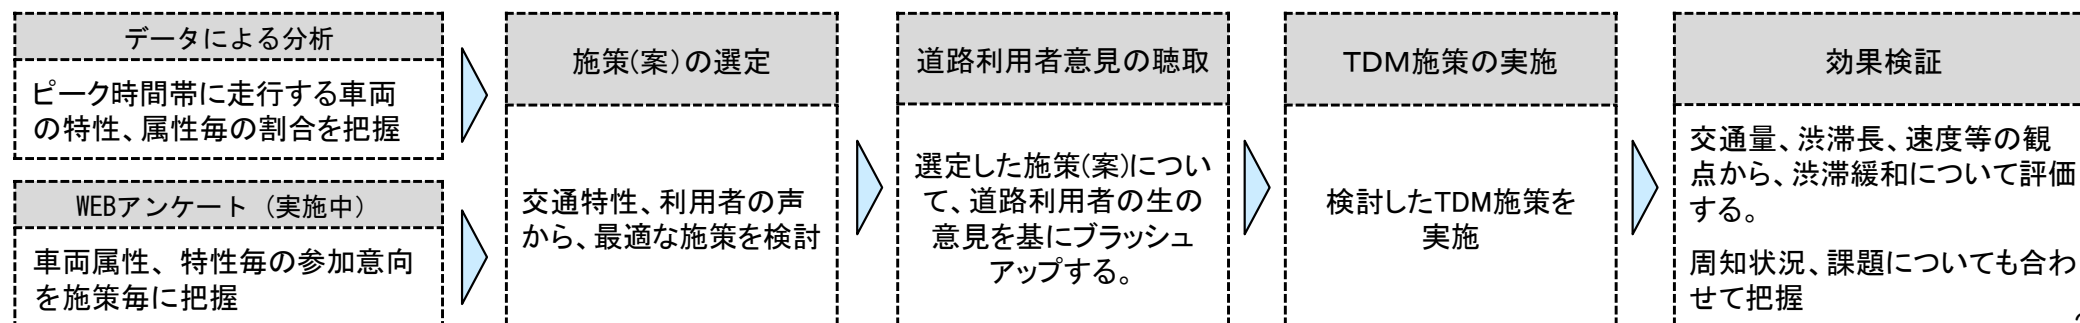 データによる分析
ピーク時間帯に走行する車両
の特性、属性毎の割合を把握
WEBアンケート（実施中）
車両属性、特性毎の参加意向
を施策毎に把握
施策(案)の選定
交通特性、利用者の声
から、最適な施策を検討
道路利用者意見の聴取
選定した施策(案)につい
て、道路利用者の生の
意見を基にブラッシュ
アップする。
TDM施策の実施
検討したTDM施策を
実施
効果検証
交通量、渋滞長、速度等の観
点から、渋滞緩和について評価
する。
周知状況、課題についても合わ
せて把握